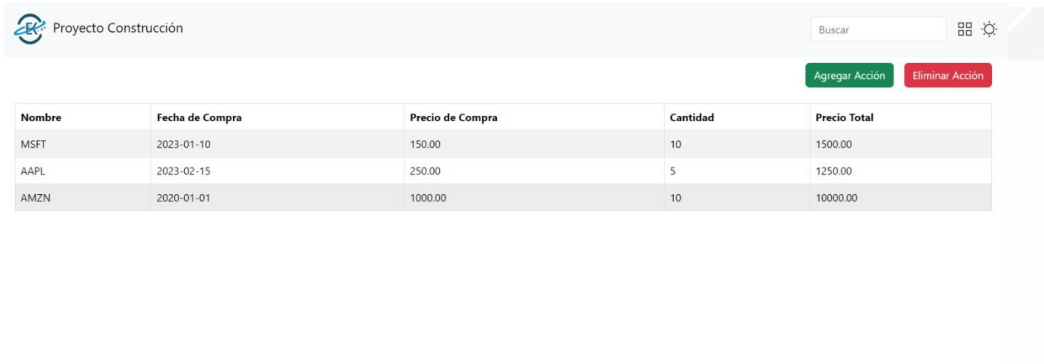 EC Proyecto Construcción Buscar
Agregar Acción Eliminar Acción
Nombre Fecha de Compra Precio de Compra Cantidad Precio Total
MSFT 2023-01-10 150.00 10 1500.00
AAPL 2023-02-15 250.00 5 1250.00
AMZN 2020-01-01 1000.00 10 10000.00